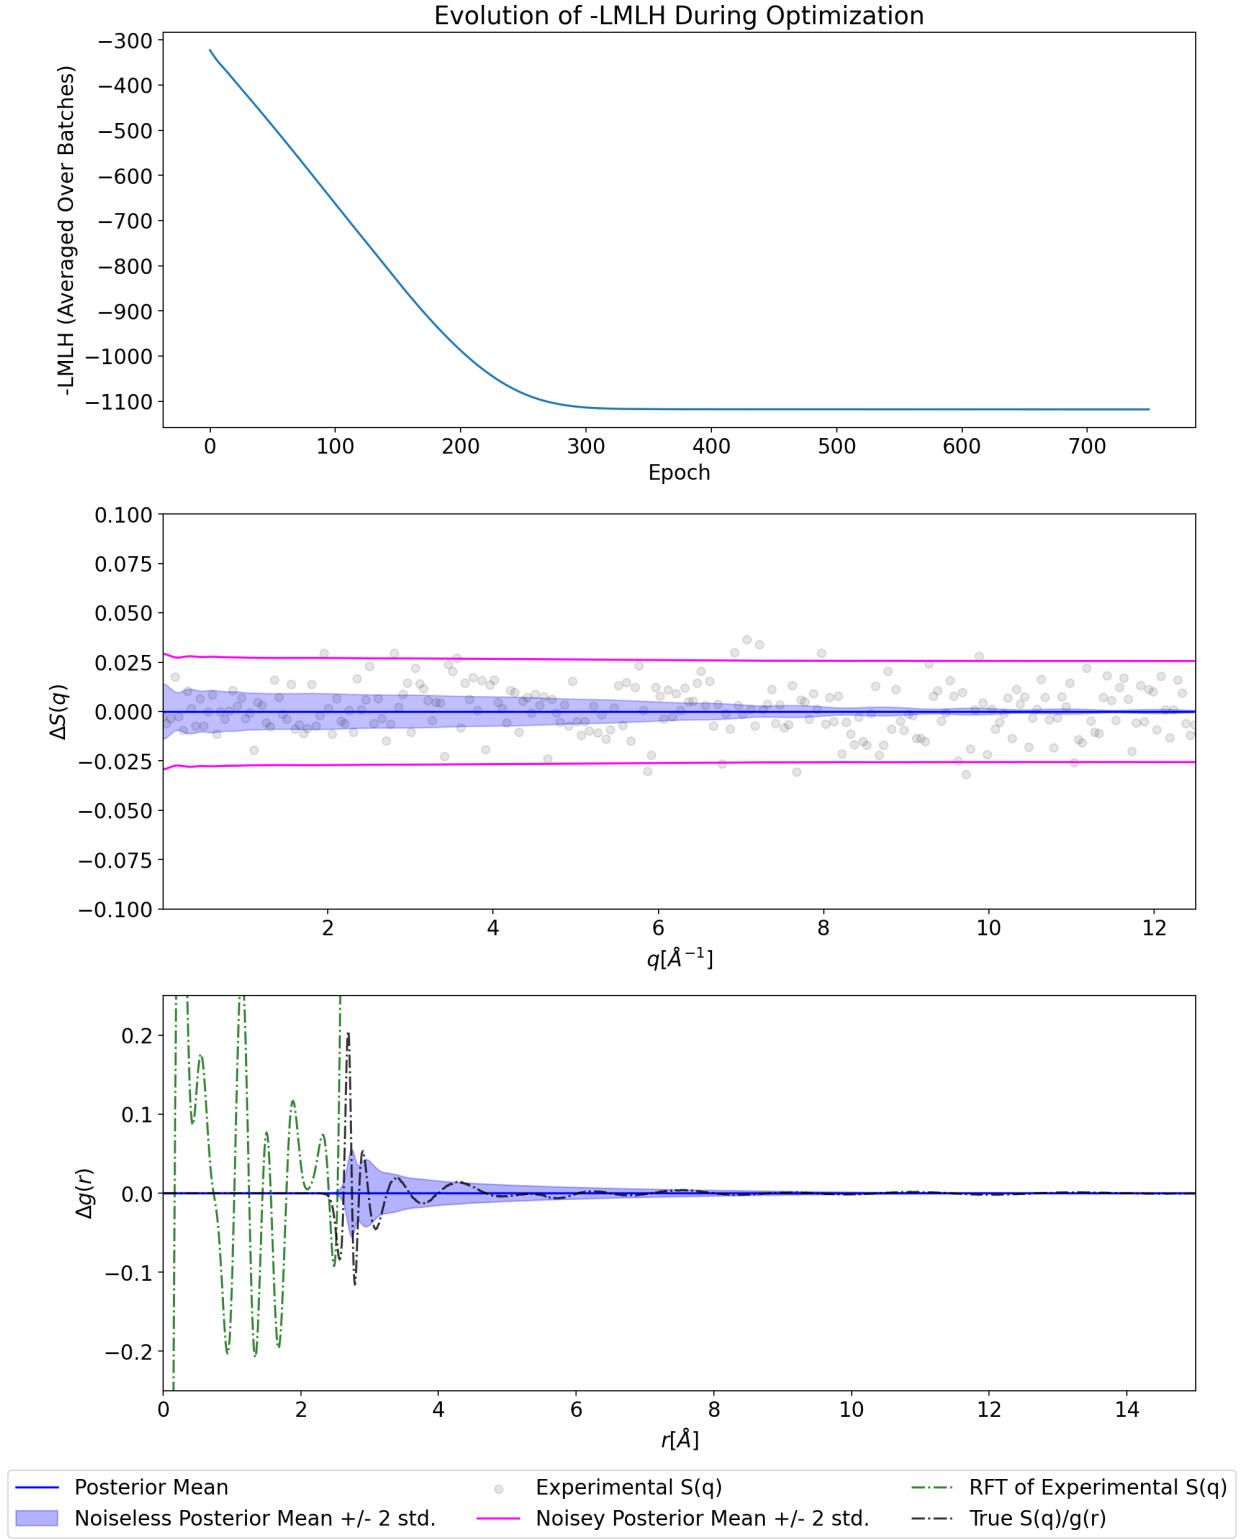 Evolution of -LMLH During Optimization
−300
−400
−500
−600
−700
−800
−900
−1000
−1100
-LMLH (Averaged Over Batches)
0 100 200 300 400 500 600 700
Epoch
0.100
0.075
0.050
0.025
0.000
−0.025
−0.050
−0.075
−0.100
ΔS(q)
2 4 6 8 10 12
q[Å⁻¹]
0.2
0.1
0.0
−0.1
−0.2
Δg(r)
0 2 4 6 8 10 12 14
r[Å]
Posterior Mean
Noiseless Posterior Mean +/- 2 std.
Experimental S(q)
Noisey Posterior Mean +/- 2 std.
RFT of Experimental S(q)
True S(q)/g(r)